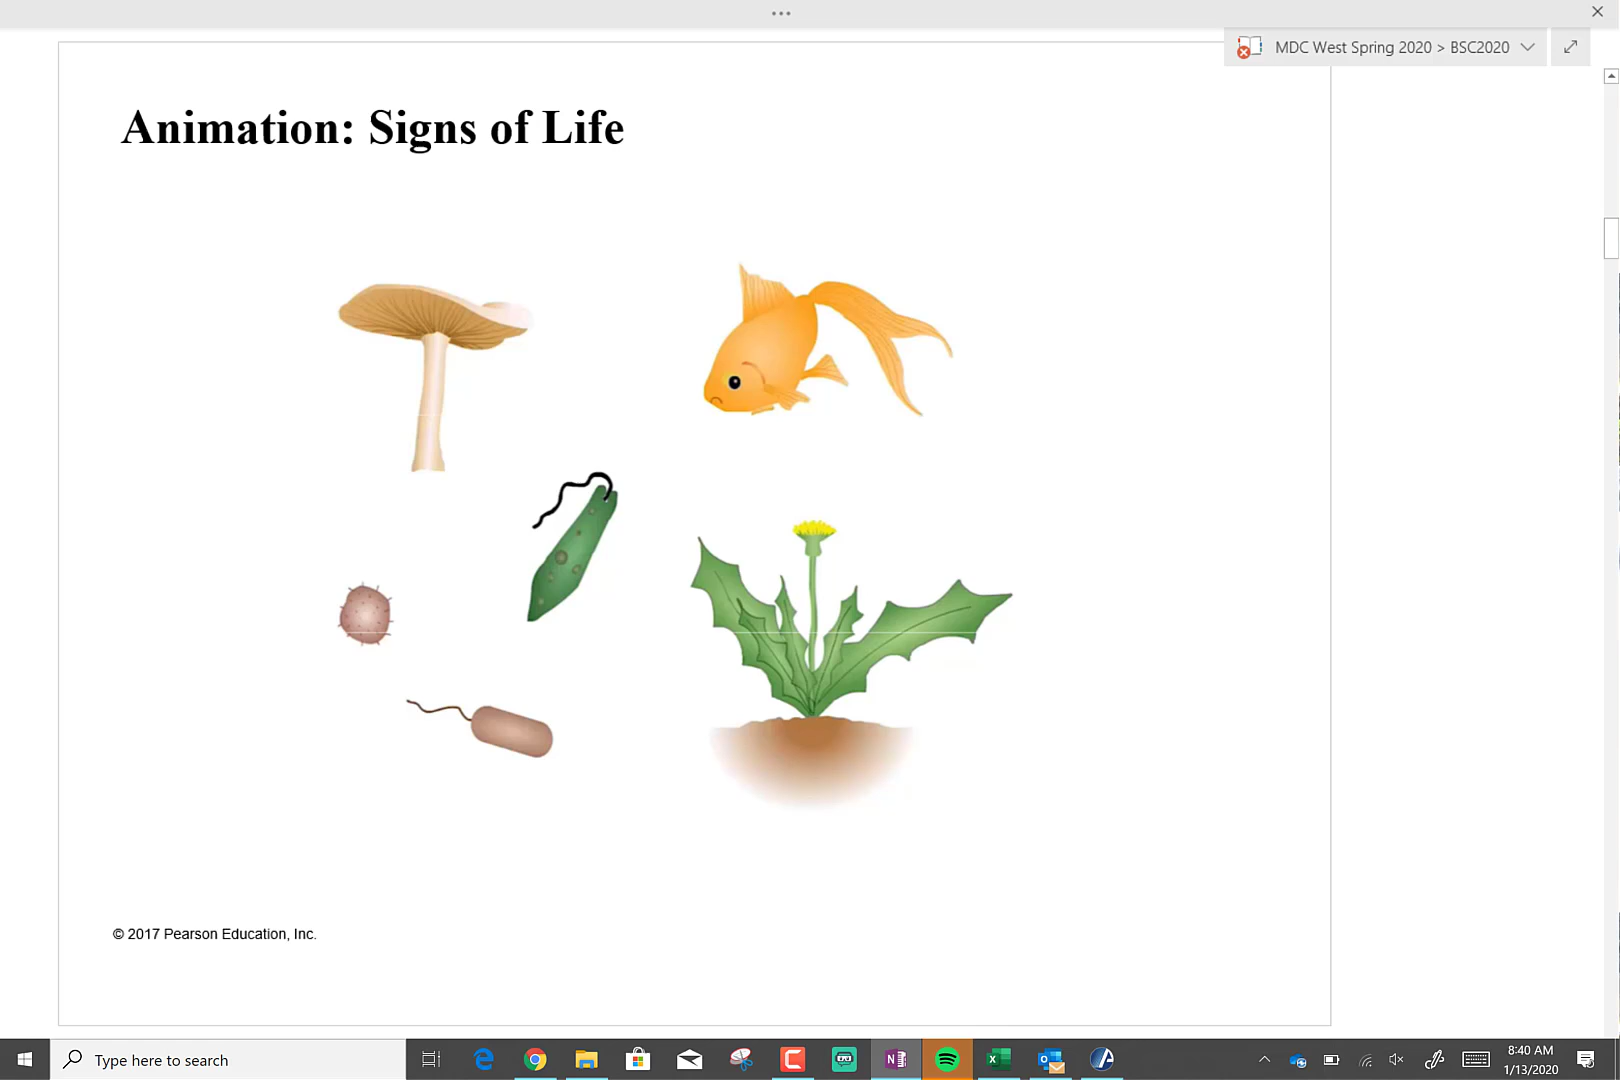 MDC West Spring 2020 > BSC2020
Animation: Signs of Life
© 2017 Pearson Education, Inc.
Type here to search
8:40 AM
1/13/2020